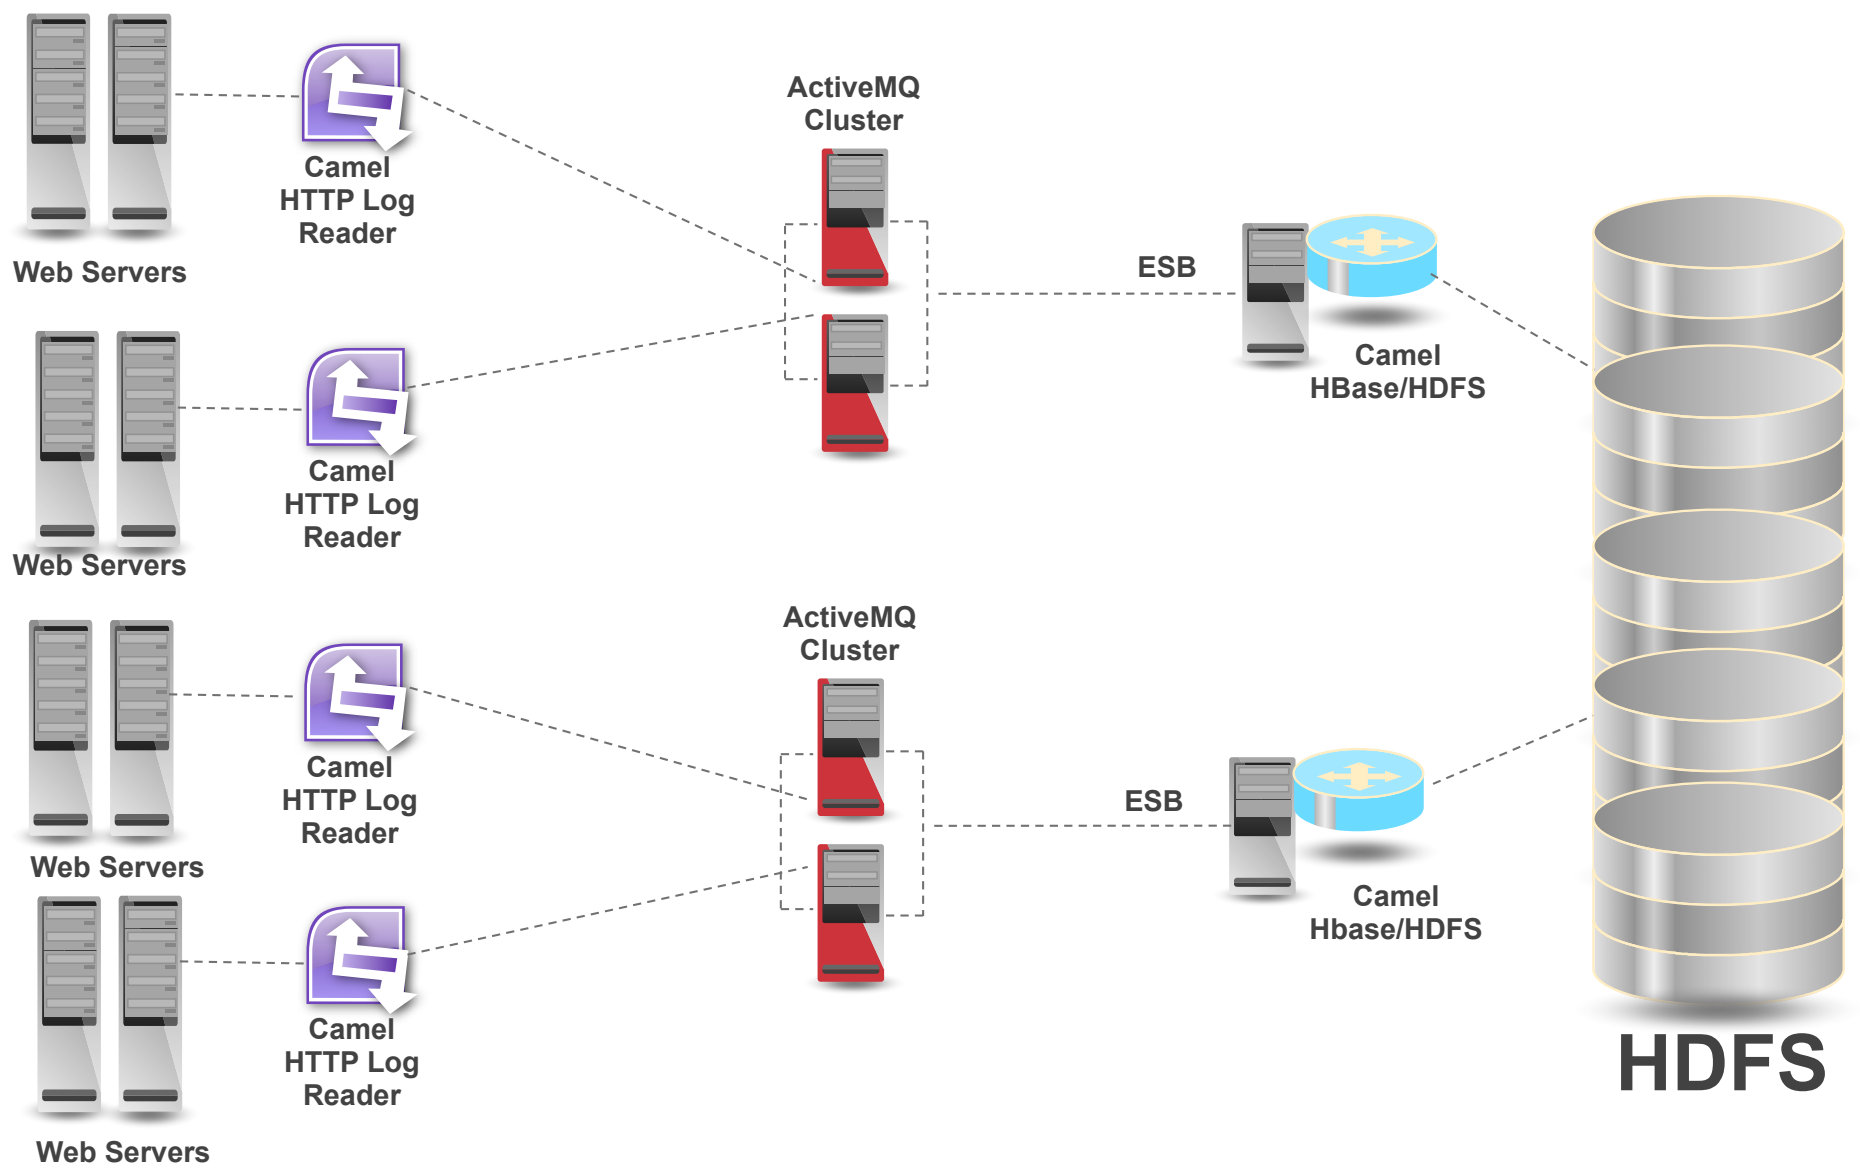 Web Servers
Camel
HTTP Log
Reader
ActiveMQ
Cluster
ESB
Camel
HBase/HDFS
Web Servers
Camel
HTTP Log
Reader
Web Servers
Camel
HTTP Log
Reader
ActiveMQ
Cluster
ESB
Camel
Hbase/HDFS
Web Servers
Camel
HTTP Log
Reader
HDFS